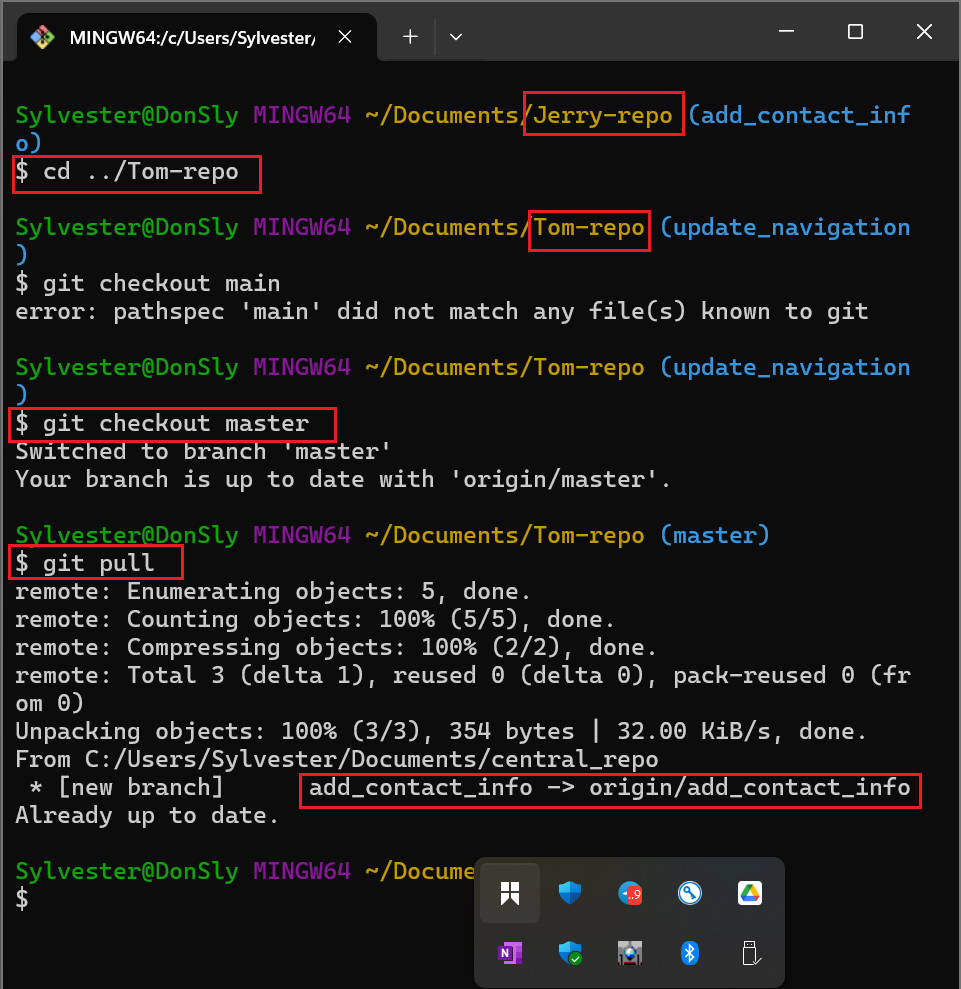 MINGW64:/c/Users/Sylvester/
Sylvester@DonSly MINGW64 ~/Documents/Jerry-repo (add_contact_inf
o)
$ cd ../Tom-repo
Sylvester@DonSly MINGW64 ~/Documents/Tom-repo (update_navigation
)
$ git checkout main
error: pathspec 'main' did not match any file(s) known to git
Sylvester@DonSly MINGW64 ~/Documents/Tom-repo (update_navigation
)
$ git checkout master
Switched to branch 'master'
Your branch is up to date with 'origin/master'.
Sylvester@DonSly MINGW64 ~/Documents/Tom-repo (master)
$ git pull
remote: Enumerating objects: 5, done.
remote: Counting objects: 100% (5/5), done.
remote: Compressing objects: 100% (2/2), done.
remote: Total 3 (delta 1), reused 0 (delta 0), pack-reused 0 (fr
om 0)
Unpacking objects: 100% (3/3), 354 bytes | 32.00 KiB/s, done.
From C:/Users/Sylvester/Documents/central_repo
 * [new branch]      add_contact_info -> origin/add_contact_info
Already up to date.
Sylvester@DonSly MINGW64 ~/Docume
$
..9
N